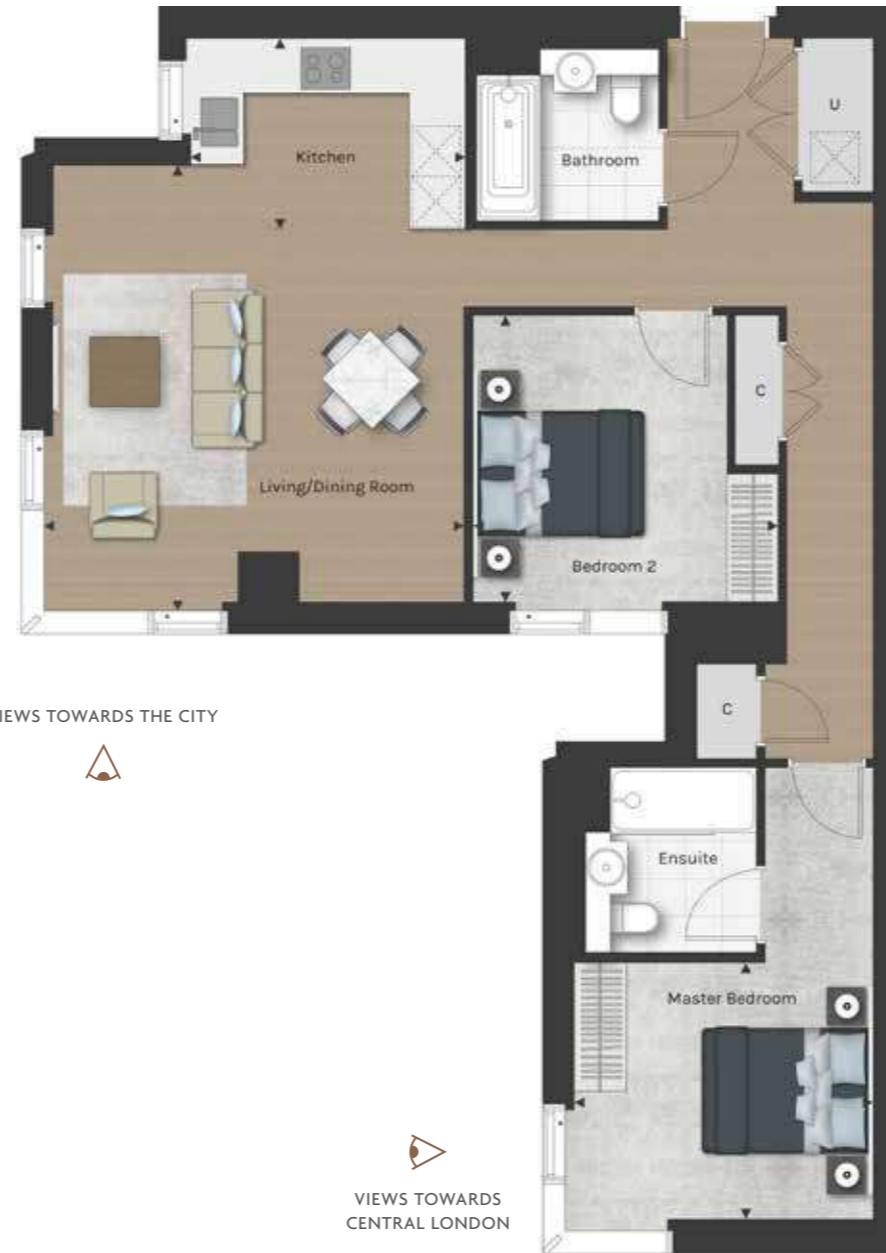 U
Kitchen
Bathroom
C
Living/Dining Room
Bedroom 2
C
IEWS TOWARDS THE CITY
Ensuite
Master Bedroom
VIEWS TOWARDS
CENTRAL LONDON